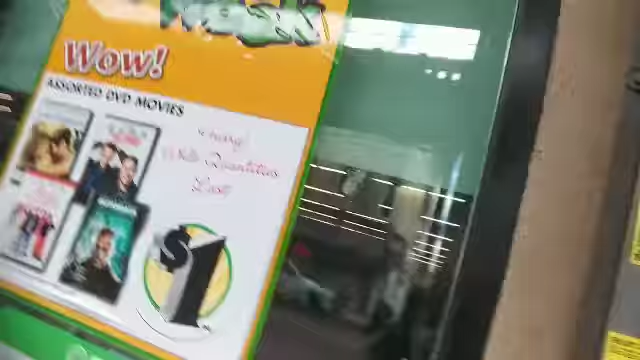 Wow!
ASSORTED DVD MOVIES
Hurry!
While Quantities
Last!
$1